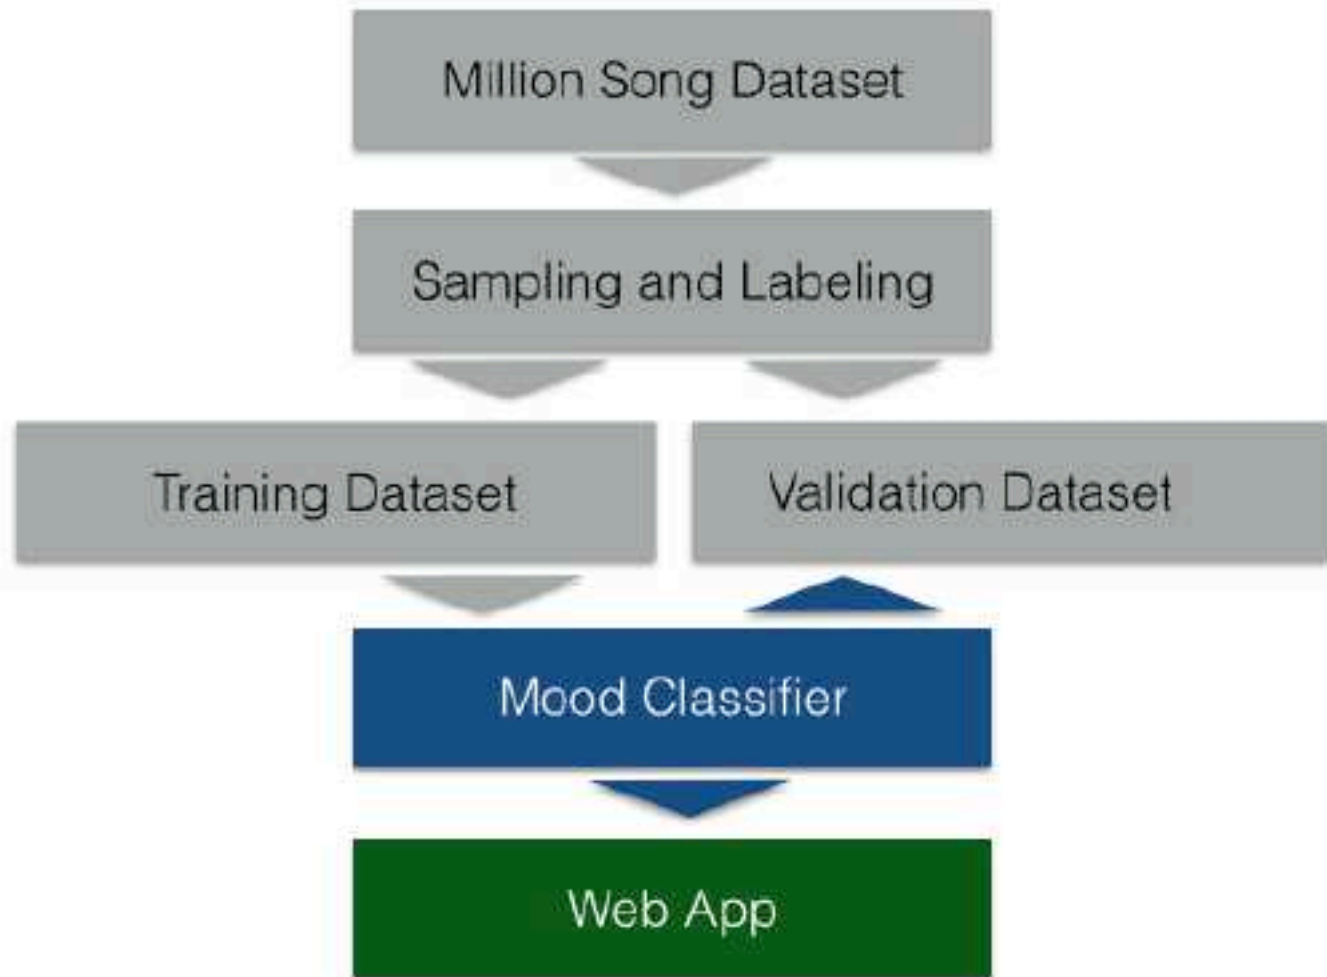 Million Song Dataset
Sampling and Labeling
Training Dataset
Validation Dataset
Mood Classifier
Web App